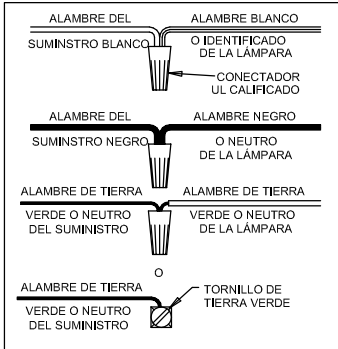 ALAMBRE DEL ALAMBRE BLANCO
SUMINSTRO BLANCO O IDENTIFICADO
DE LA LÁMPARA
CONECTADOR
UL CALIFICADO
ALAMBRE DEL ALAMBRE NEGRO
SUMINSTRO NEGRO O NEUTRO
DE LA LÁMPARA
ALAMBRE DE TIERRA ALAMBRE DE TIERRA
VERDE O NEUTRO VERDE O NEUTRO
DEL SUMINISTRO DE LA LÁMPARA
O
ALAMBRE DE TIERRA TORNILLO DE
TIERRA VERDE
VERDE O NEUTRO
DEL SUMINISTRO